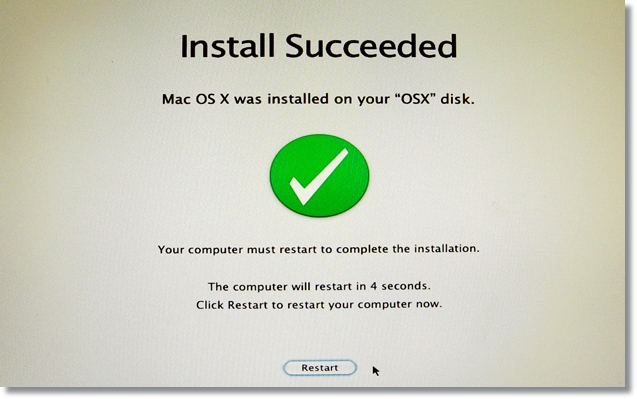 Install Succeeded
Mac OS X was installed on your “OSX” disk.
Your computer must restart to complete the installation.
The computer will restart in 4 seconds.
Click Restart to restart your computer now.
Restart